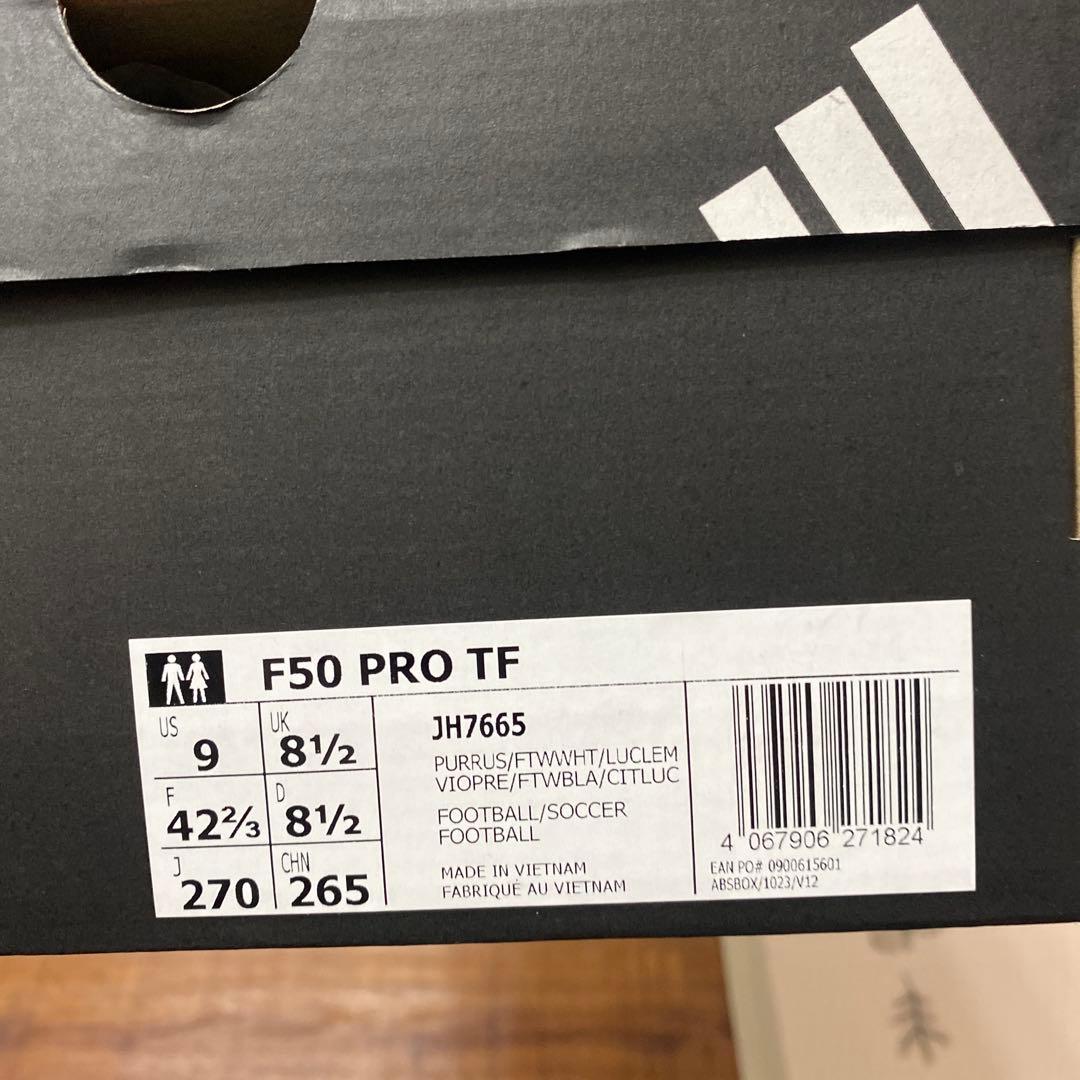 F50 PRO TF
US 9
UK 8½
F 42⅔
D 8½
J 270
CHN 265
JH7665
PURRUS/FTWWHT/LUCLEM
VIOPRE/FTWBLA/CITLUC
FOOTBALL/SOCCER
FOOTBALL
MADE IN VIETNAM
FABRIQUÉ AU VIETNAM
4 067906 271824
EAN PO# 0900615601
ABSBOX/1023/V12